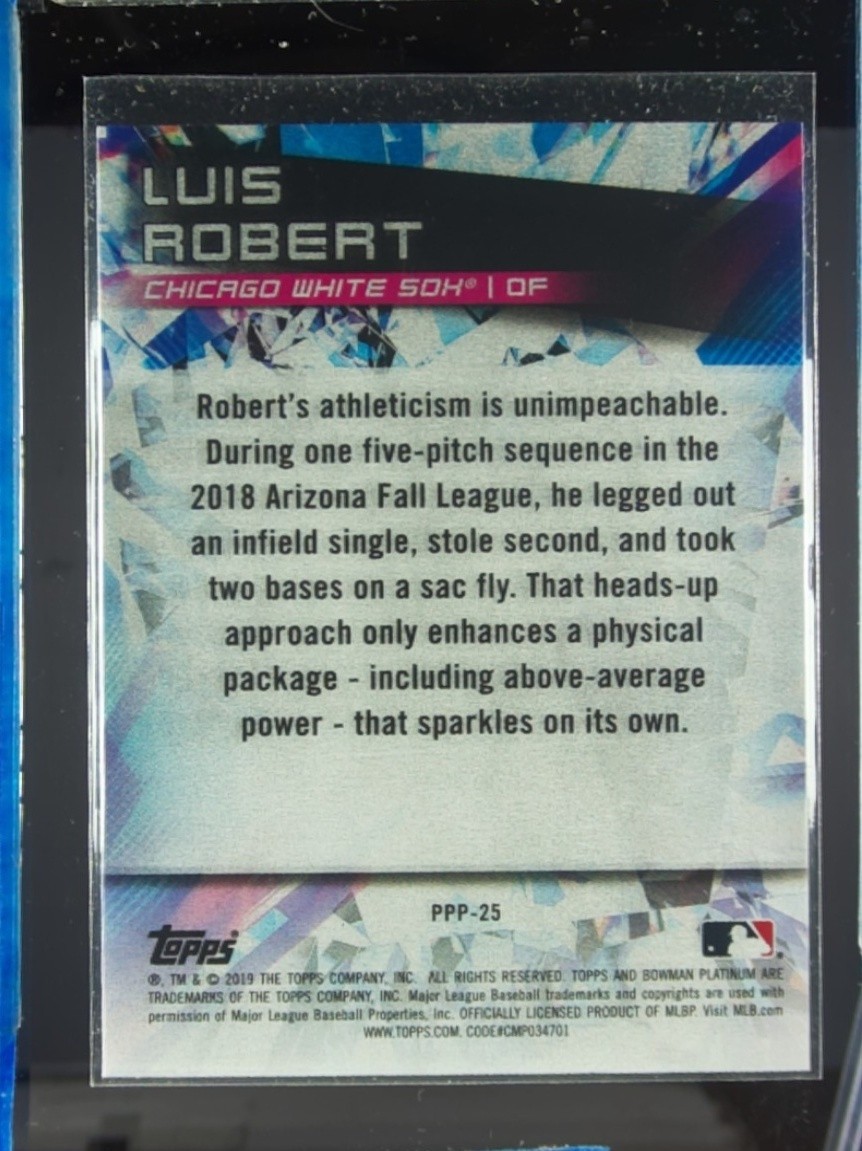 LUIS
ROBERT
CHICAGO WHITE SOX® | OF
Robert's athleticism is unimpeachable.
During one five-pitch sequence in the
2018 Arizona Fall League, he legged out
an infield single, stole second, and took
two bases on a sac fly. That heads-up
approach only enhances a physical
package - including above-average
power - that sparkles on its own.
PPP-25
Topps
®, TM & © 2019 THE TOPPS COMPANY, INC. ALL RIGHTS RESERVED. TOPPS AND BOWMAN PLATINUM ARE
TRADEMARKS OF THE TOPPS COMPANY, INC. Major League Baseball trademarks and copyrights are used with
permission of Major League Baseball Properties, Inc. OFFICIALLY LICENSED PRODUCT OF MLBP. Visit MLB.com
WWW.TOPPS.COM. CODE#CMP034701